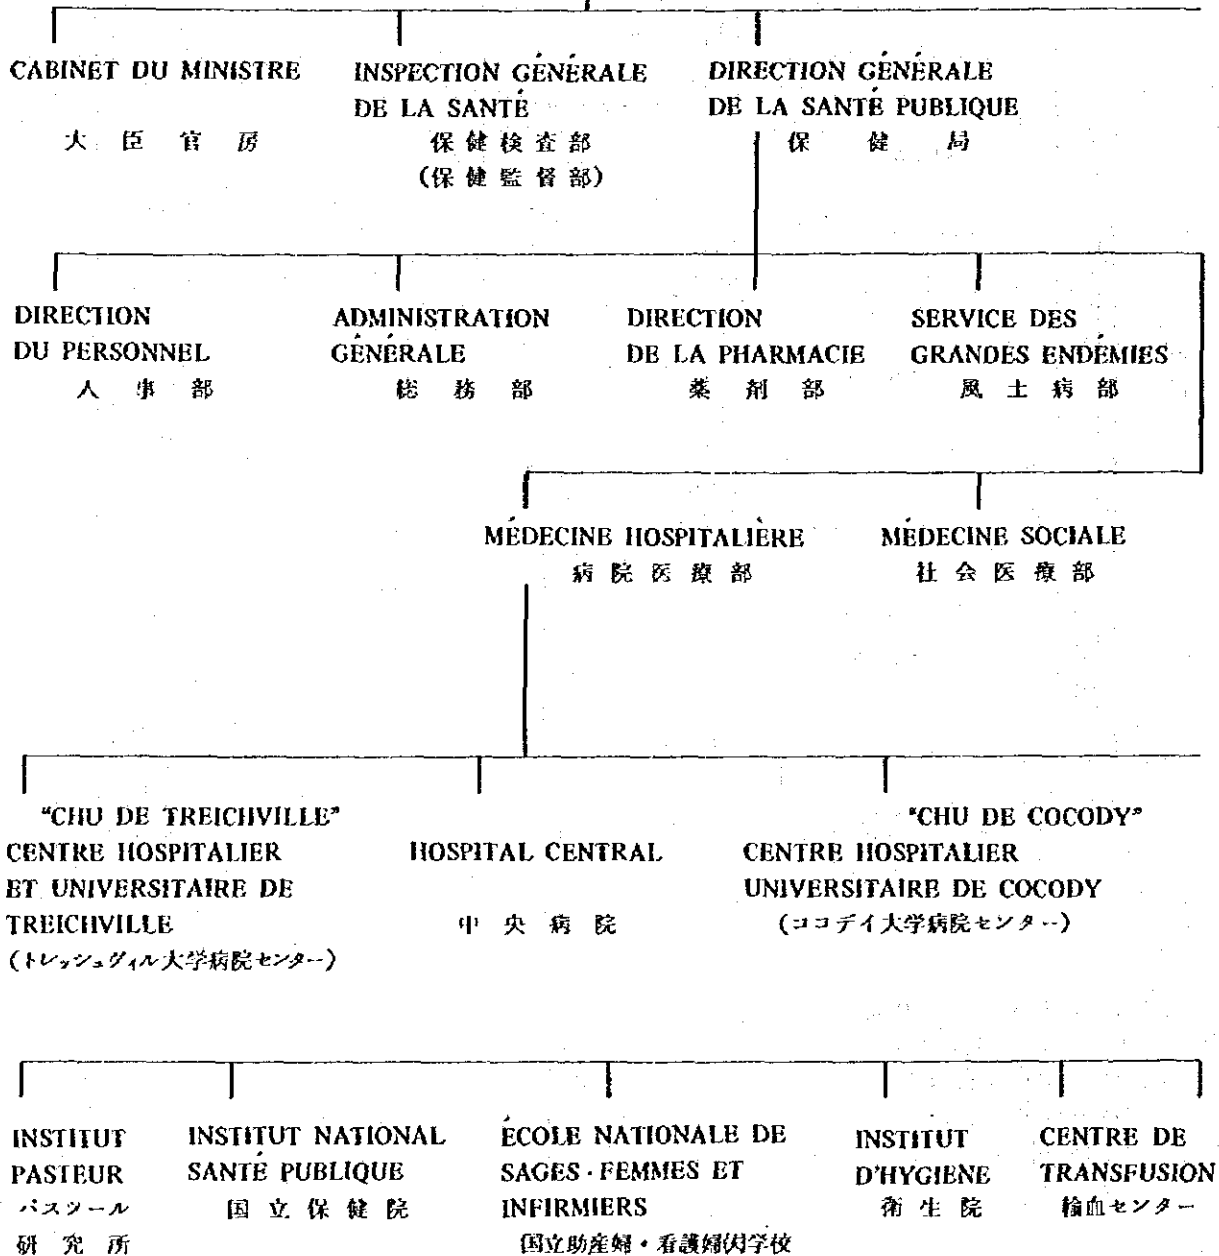 CABINET DU MINISTRE
大臣官房
INSPECTION GÉNÉRALE
DE LA SANTÉ
保健検査部
(保健監督部)
DIRECTION GÉNÉRALE
DE LA SANTÉ PUBLIQUE
保健局
DIRECTION
DU PERSONNEL
人事部
ADMINISTRATION
GÉNÉRALE
総務部
DIRECTION
DE LA PHARMACIE
薬剤部
SERVICE DES
GRANDES ENDÉMIES
風土病部
MÉDECINE HOSPITALIÈRE
病院医療部
MÉDECINE SOCIALE
社会医療部
"CHU DE TREICHVILLE"
CENTRE HOSPITALIER
ET UNIVERSITAIRE DE
TREICHVILLE
(トレッシュヴィル大学病院センター)
HOSPITAL CENTRAL
中央病院
"CHU DE COCODY"
CENTRE HOSPITALIER
UNIVERSITAIRE DE COCODY
(ココデイ大学病院センター)
INSTITUT
PASTEUR
パスツール
研究所
INSTITUT NATIONAL
SANTÉ PUBLIQUE
国立保健院
ÉCOLE NATIONALE DE
SAGES-FEMMES ET
INFIRMIERS
国立助産婦・看護婦内学校
INSTITUT
D'HYGIENE
衛生院
CENTRE DE
TRANSFUSION
輸血センター